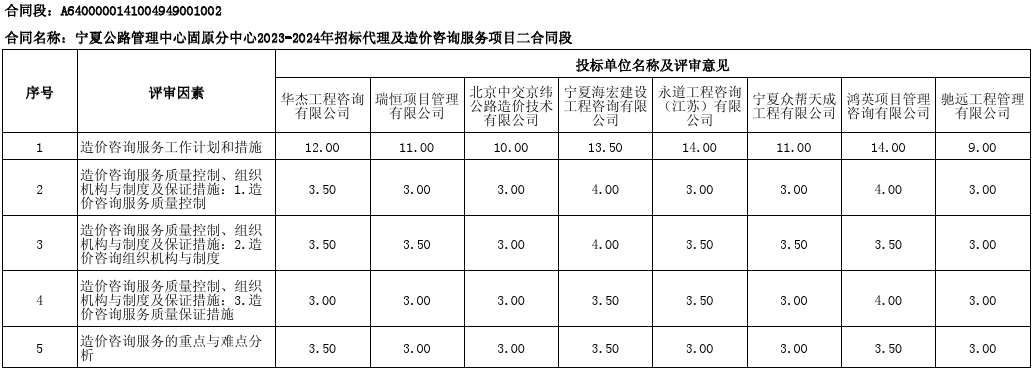 合同段：A6400000141004949001002
合同名称：宁夏公路管理中心固原分中心2023-2024年招标代理及造价咨询服务项目二合同段
序号
评审因素
投标单位名称及评审意见
华杰工程咨询
有限公司
瑞恒项目管理
有限公司
北京中交京纬
公路造价技术
有限公司
宁夏海宏建设
工程咨询有限
公司
永道工程咨询
（江苏）有限
公司
宁夏众帮天成
工程有限公司
鸿英项目管理
咨询有限公司
驰远工程管理
有限公司
1 造价咨询服务工作计划和措施 12.00 11.00 10.00 13.50 14.00 11.00 14.00 9.00
2
造价咨询服务质量控制、组织
机构与制度及保证措施：1.造
价咨询服务质量控制
3.50 3.00 3.00 4.00 3.00 3.00 4.00 3.00
3
造价咨询服务质量控制、组织
机构与制度及保证措施：2.造
价咨询组织机构与制度
3.50 3.50 3.00 4.00 3.50 3.50 3.50 3.00
4
造价咨询服务质量控制、组织
机构与制度及保证措施：3.造
价咨询服务质量保证措施
3.00 3.00 3.00 3.50 3.50 3.00 4.00 3.00
5
造价咨询服务的重点与难点分
析
3.50 3.00 3.00 3.50 3.00 3.00 3.50 3.00